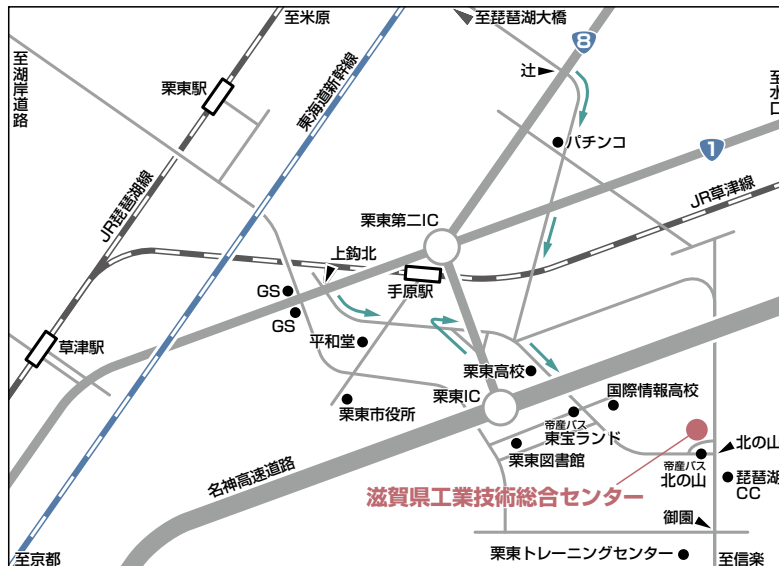 至米原
至琵琶湖大橋
8
至湖岸道路
栗東駅
東海道新幹線
辻
至水口
パチンコ
1
JR琵琶湖線
JR草津線
栗東第二IC
上鈎北
手原駅
GS
GS
平和堂
草津駅
栗東高校
栗東IC
国際情報高校
栗東市役所
帝産バス
東宝ランド
栗東図書館
北の山
名神高速道路
帝産バス
北の山
琵琶湖
CC
滋賀県工業技術総合センター
御園
至京都
栗東トレーニングセンター
至信楽